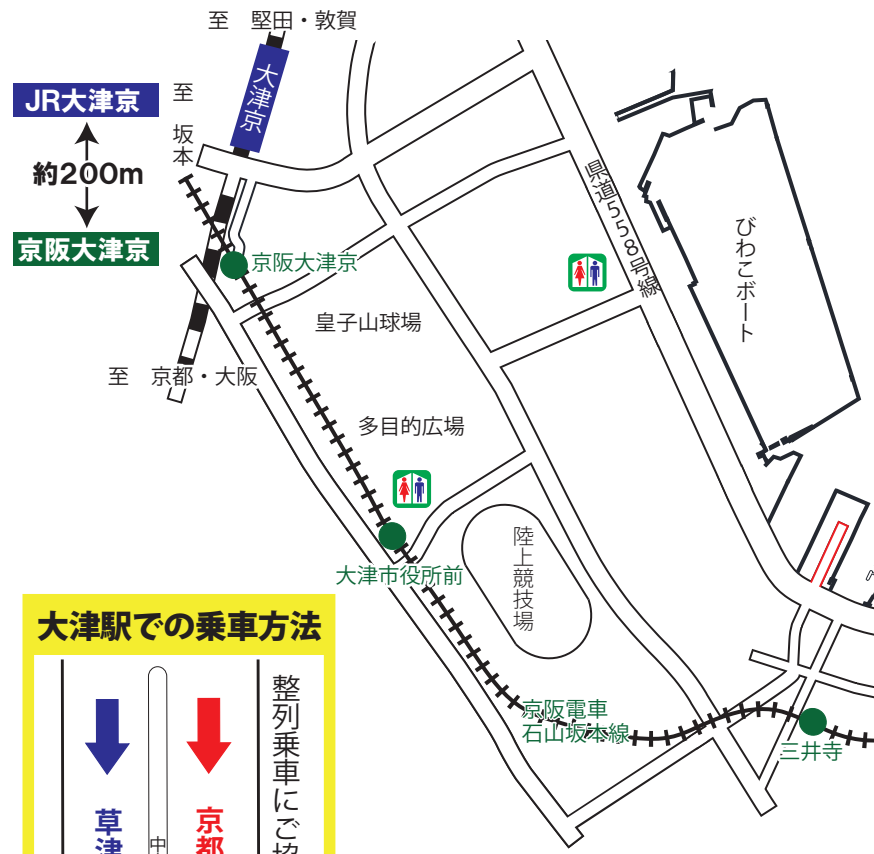 至 堅田・敦賀
大津京
JR大津京
約200m
京阪大津京
至 坂本
京阪大津京
県道558号線
びわこボート
皇子山球場
至 京都・大阪
多目的広場
大津市役所前
陸上競技場
京阪電車
石山坂本線
三井寺
大津駅での乗車方法
草津
中
京都
整列乗車にご協